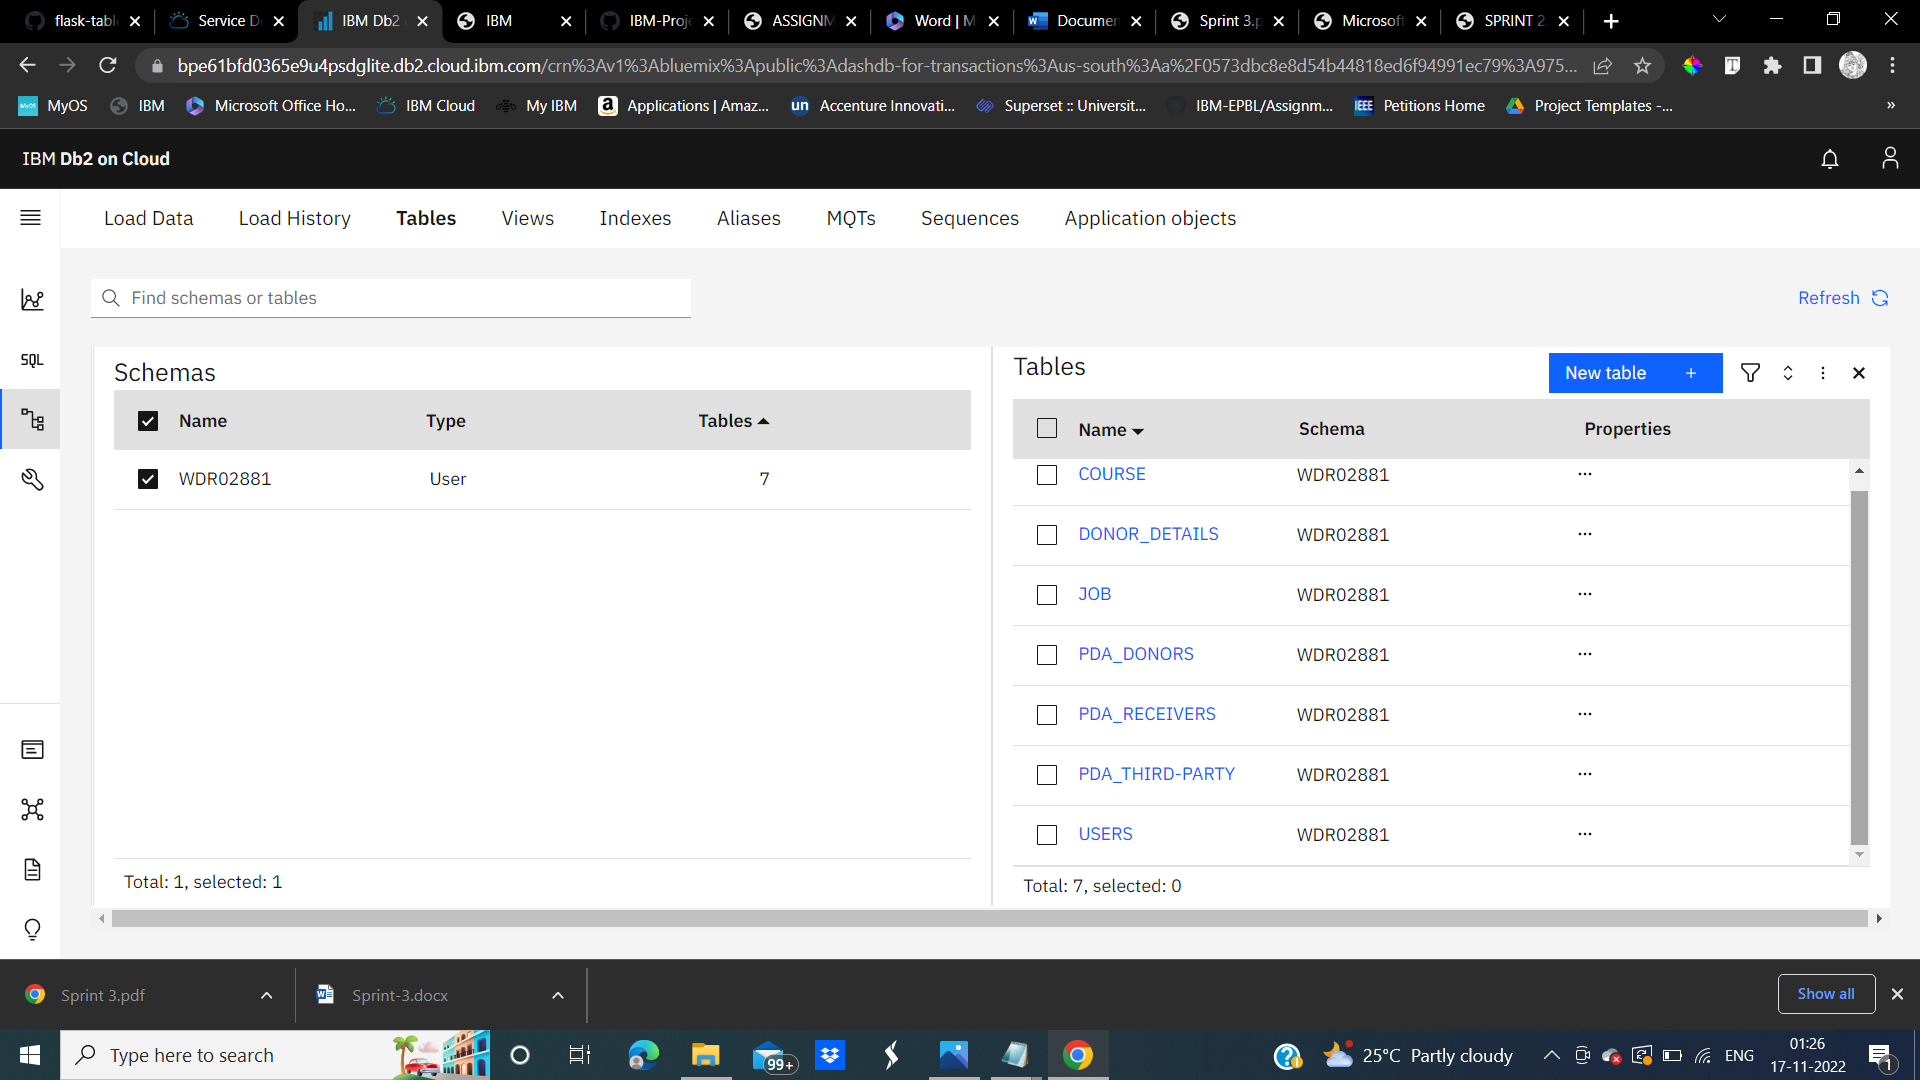 flask-tabl
Service De
IBM Db2
IBM
IBM-Proje
ASSIGNM
Word | M
Documen
Sprint 3.p
Microsoft
SPRINT 2
bpe61bfd0365e9u4psdglite.db2.cloud.ibm.com/crn%3Av1%3Abluemix%3Apublic%3Adashdb-for-transactions%3Aus-south%3Aa%2F0573dbc8e8d54b44818ed6f94991ec79%3A975...
MyOS
IBM
Microsoft Office Ho...
IBM Cloud
My IBM
Applications | Amaz...
Accenture Innovati...
Superset :: Universit...
IBM-EPBL/Assignm...
Petitions Home
Project Templates -...
»
IBM Db2 on Cloud
Load Data
Load History
Tables
Views
Indexes
Aliases
MQTs
Sequences
Application objects
Find schemas or tables
Refresh
SQL
Schemas
Name Type Tables
WDR02881 User 7
Total: 1, selected: 1
Tables
New table +
Name Schema Properties
COURSE WDR02881 ...
DONOR_DETAILS WDR02881 ...
JOB WDR02881 ...
PDA_DONORS WDR02881 ...
PDA_RECEIVERS WDR02881 ...
PDA_THIRD-PARTY WDR02881 ...
USERS WDR02881 ...
Total: 7, selected: 0
Sprint 3.pdf
Sprint-3.docx
Show all
Type here to search
99+
25°C Partly cloudy
ENG
01:26
17-11-2022
1